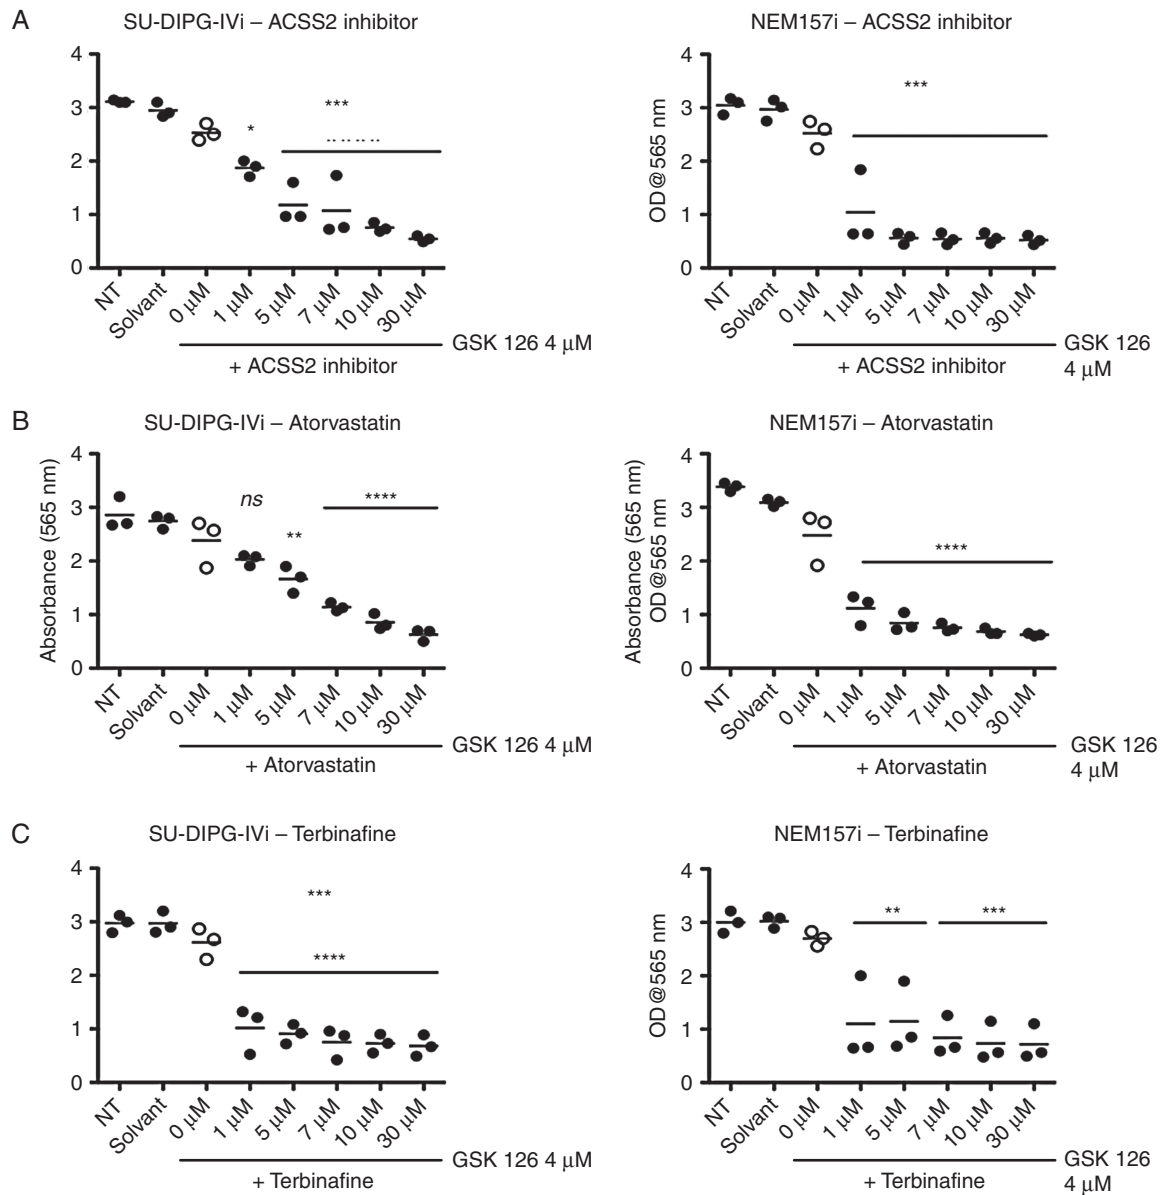 A
SU-DIPG-IVi – ACSS2 inhibitor
4
3
2
1
0
*
***
NT
Solvant
0 µM
1 µM
5 µM
7 µM
10 µM
30 µM
GSK 126 4 µM
+ ACSS2 inhibitor
NEM157i – ACSS2 inhibitor
OD@565 nm
4
3
2
1
0
***
NT
Solvant
0 µM
1 µM
5 µM
7 µM
10 µM
30 µM
GSK 126
4 µM
+ ACSS2 inhibitor
B
SU-DIPG-IVi – Atorvastatin
Absorbance (565 nm)
4
3
2
1
0
ns
**
****
NT
Solvant
0 µM
1 µM
5 µM
7 µM
10 µM
30 µM
GSK 126 4 µM
+ Atorvastatin
NEM157i – Atorvastatin
Absorbance (565 nm)
OD@565 nm
4
3
2
1
0
****
NT
Solvant
0 µM
1 µM
5 µM
7 µM
10 µM
30 µM
GSK 126
4 µM
+ Atorvastatin
C
SU-DIPG-IVi – Terbinafine
4
3
2
1
0
***
****
NT
Solvant
0 µM
1 µM
5 µM
7 µM
10 µM
30 µM
GSK 126 4 µM
+ Terbinafine
NEM157i – Terbinafine
OD@565 nm
4
3
2
1
0
**
***
NT
Solvant
0 µM
1 µM
5 µM
7 µM
10 µM
30 µM
GSK 126
4 µM
+ Terbinafine